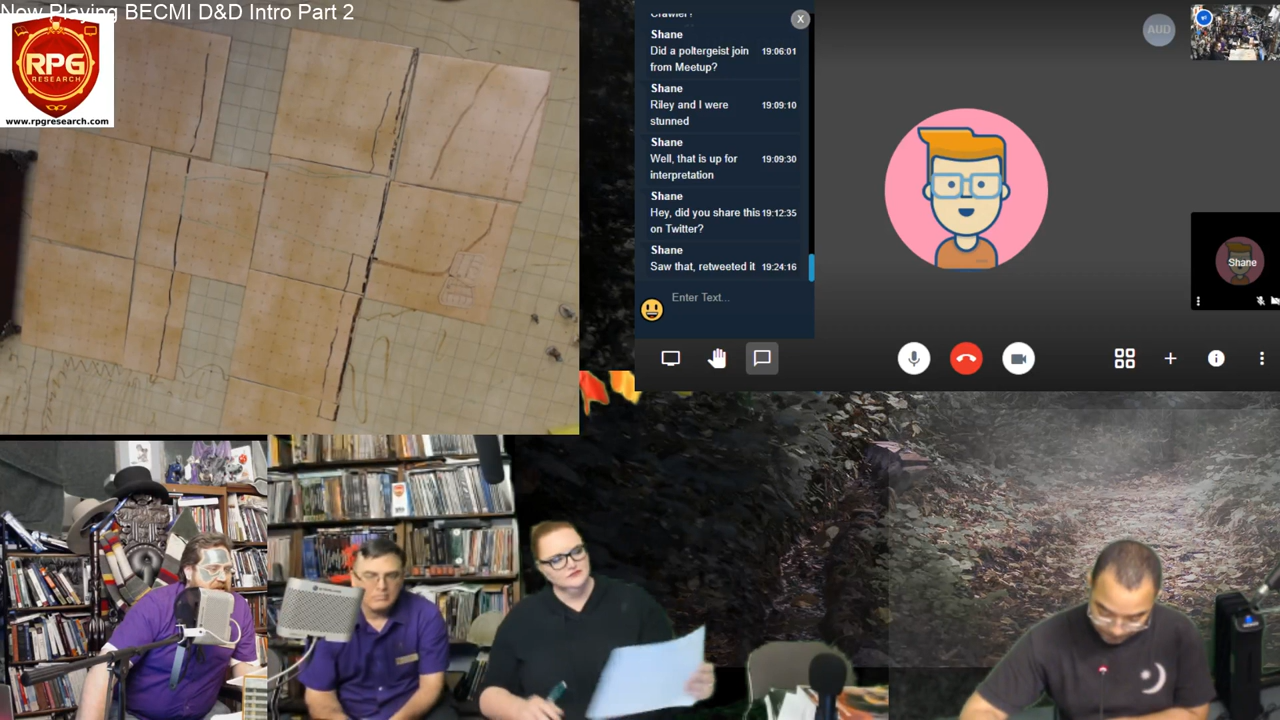 Now Playing BECMI D&D Intro Part 2
RPG
RESEARCH
www.rpgresearch.com
Crawler?
Shane
Did a poltergeist join
from Meetup?
19:06:01
Shane
Riley and I were
stunned
19:09:10
Shane
Well, that is up for
interpretation
19:09:30
Shane
Hey, did you share this
on Twitter?
19:12:35
Shane
Saw that, retweeted it
19:24:16
Enter Text...
X
AUD
Shane